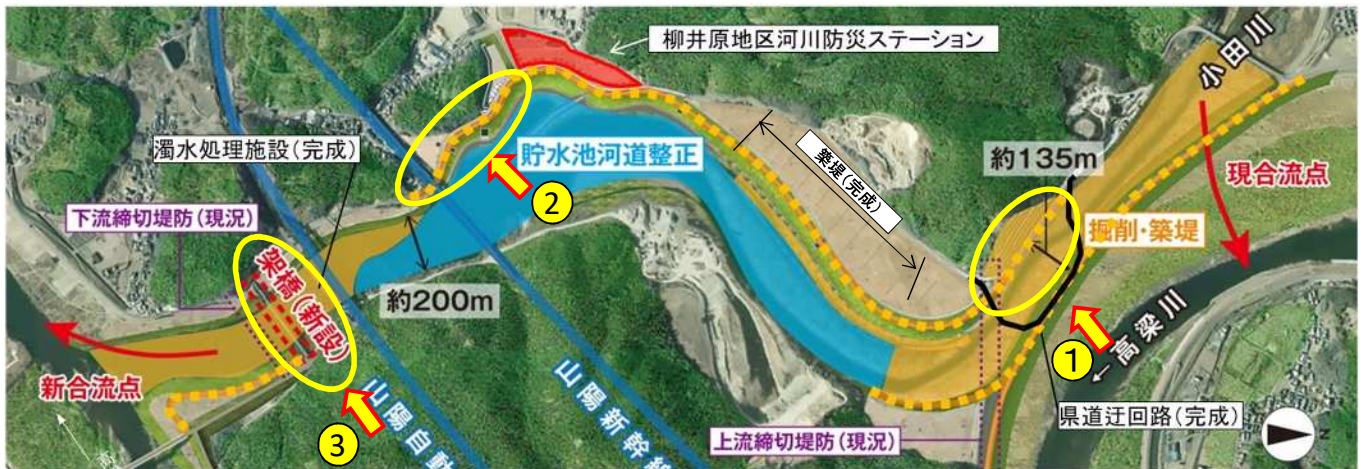 柳井原地区河川防災ステーション
小田川
濁水処理施設(完成)
貯水池河道整正
築堤(完成)
約135m
現合流点
下流締切堤防(現況)
②
掘削・築堤
架橋(新設)
約200m
←高梁川
①
新合流点
山陽自動
山陽新幹線
県道迂回路(完成)
③
上流締切堤防(現況)
N